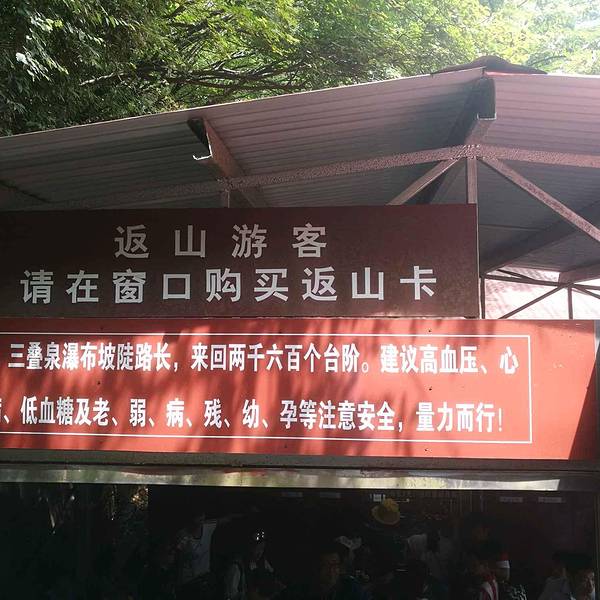 返山游客
请在窗口购买返山卡
三叠泉瀑布坡陡路长，来回两千六百个台阶。建议高血压、心
、低血糖及老、弱、病、残、幼、孕等注意安全，量力而行！